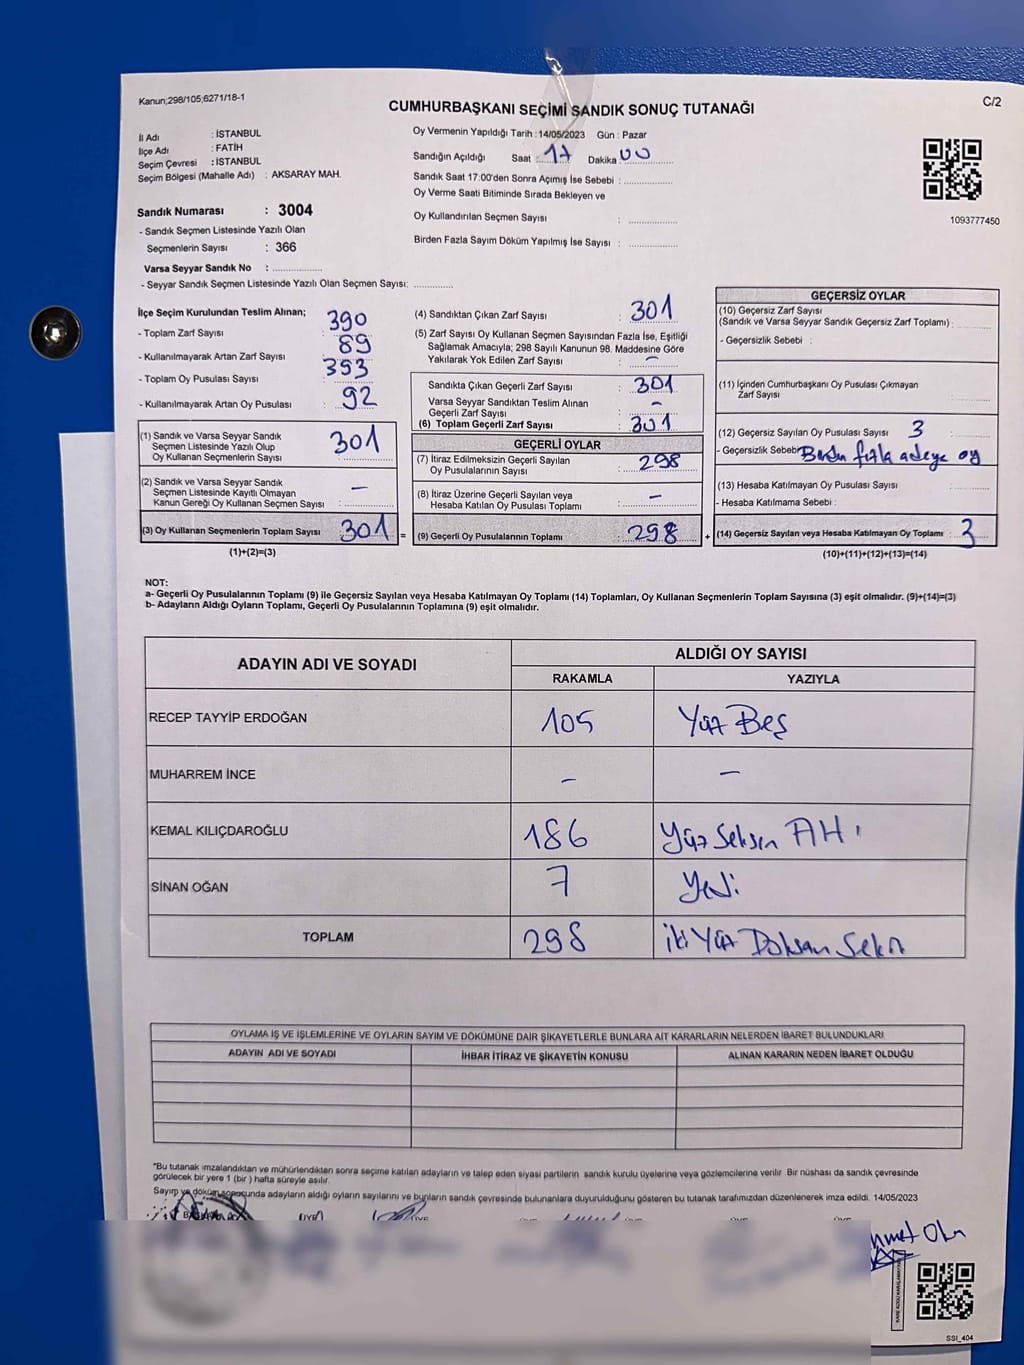 Kanun;298/105;6271/18-1
CUMHURBAŞKANI SEÇİMİ SANDIK SONUÇ TUTANAĞI
C/2
İl Adı : İSTANBUL
İlçe Adı : FATİH
Seçim Çevresi : İSTANBUL
Seçim Bölgesi (Mahalle Adı) : AKSARAY MAH.
Sandık Numarası : 3004
- Sandık Seçmen Listesinde Yazılı Olan
Seçmenlerin Sayısı : 366
Varsa Seyyar Sandık No : ................
- Seyyar Sandık Seçmen Listesinde Yazılı Olan Seçmen Sayısı: .............
Oy Vermenin Yapıldığı Tarih : 14/05/2023 Gün : Pazar
Sandığın Açıldığı Saat : 17 Dakika 00
Sandık Saat 17:00'den Sonra Açımış İse Sebebi : ................
Oy Verme Saati Bitiminde Sırada Bekleyen ve
Oy Kullandırılan Seçmen Sayısı : ................
Birden Fazla Sayım Döküm Yapılmış İse Sayısı : ................
1093777450
İlçe Seçim Kurulundan Teslim Alınan;
- Toplam Zarf Sayısı : 390
- Kullanılmayarak Artan Zarf Sayısı : 89
- Toplam Oy Pusulası Sayısı : 393
- Kullanılmayarak Artan Oy Pusulası : 92
(1) Sandık ve Varsa Seyyar Sandık
Seçmen Listesinde Yazılı Olup
Oy Kullanan Seçmenlerin Sayısı : 301
(2) Sandık ve Varsa Seyyar Sandık
Seçmen Listesinde Kayıtlı Olmayan
Kanun Gereği Oy Kullanan Seçmen Sayısı : –
(3) Oy Kullanan Seçmenlerin Toplam Sayısı : 301 =
(1)+(2)=(3)
(4) Sandıktan Çıkan Zarf Sayısı : 301
(5) Zarf Sayısı Oy Kullanan Seçmen Sayısından Fazla İse, Eşitliği
Sağlamak Amacıyla; 298 Sayılı Kanunun 98. Maddesine Göre
Yakılarak Yok Edilen Zarf Sayısı : –
Sandıkta Çıkan Geçerli Zarf Sayısı : 301
Varsa Seyyar Sandıktan Teslim Alınan
Geçerli Zarf Sayısı : –
(6) Toplam Geçerli Zarf Sayısı : 301
GEÇERLİ OYLAR
(7) İtiraz Edilmeksizin Geçerli Sayılan
Oy Pusulalarının Sayısı : 298
(8) İtiraz Üzerine Geçerli Sayılan veya
Hesaba Katılan Oy Pusulası Toplamı : –
(9) Geçerli Oy Pusulalarının Toplamı : 298 +
GEÇERSİZ OYLAR
(10) Geçersiz Zarf Sayısı
(Sandık ve Varsa Seyyar Sandık Geçersiz Zarf Toplamı) :
- Geçersizlik Sebebi :
(11) İçinden Cumhurbaşkanı Oy Pusulası Çıkmayan
Zarf Sayısı :
(12) Geçersiz Sayılan Oy Pusulası Sayısı : 3
- Geçersizlik Sebebi Birden fazla adeye oy
(13) Hesaba Katılmayan Oy Pusulası Sayısı :
- Hesaba Katılmama Sebebi :
(14) Geçersiz Sayılan veya Hesaba Katılmayan Oy Toplamı : 3
(10)+(11)+(12)+(13)=(14)
NOT:
a- Geçerli Oy Pusulalarının Toplamı (9) ile Geçersiz Sayılan veya Hesaba Katılmayan Oy Toplamı (14) Toplamları, Oy Kullanan Seçmenlerin Toplam Sayısına (3) eşit olmalıdır. (9)+(14)=(3)
b- Adayların Aldığı Oyların Toplamı, Geçerli Oy Pusulalarının Toplamına (9) eşit olmalıdır.
ADAYIN ADI VE SOYADI
ALDIĞI OY SAYISI
RAKAMLA YAZIYLA
RECEP TAYYİP ERDOĞAN 105 Yüz Beş
MUHARREM İNCE – –
KEMAL KILIÇDAROĞLU 186 Yüz Seksen Altı
SİNAN OĞAN 7 Yedi
TOPLAM 298 iki Yüz Doksan Sekiz
OYLAMA İŞ VE İŞLEMLERİNE VE OYLARIN SAYIM VE DÖKÜMÜNE DAİR ŞİKAYETLERLE BUNLARA AİT KARARLARIN NELERDEN İBARET BULUNDUKLARI
ADAYIN ADI VE SOYADI İHBAR İTİRAZ VE ŞİKAYETİN KONUSU ALINAN KARARIN NEDEN İBARET OLDUĞU
*Bu tutanak imzalandıktan ve mühürlendikten sonra seçime katılan adayların ve talep eden siyasi partilerin sandık kurulu üyelerine veya gözlemcilerine verilir. Bir nüshası da sandık çevresinde
görülecek bir yere 1 (bir) hafta süreyle asılır.
Sayım ve döküm sonucunda adayların aldığı oyların sayılarını ve bunların sandık çevresinde bulunanlara duyurulduğunu gösteren bu tutanak tarafımızdan düzenlenerek imza edildi. 14/05/2023
SSI_404